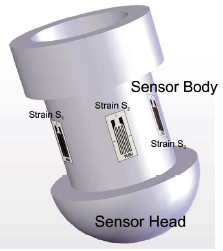 Sensor Body
Strain S₂
Strain S₁
Strain S₃
Sensor Head